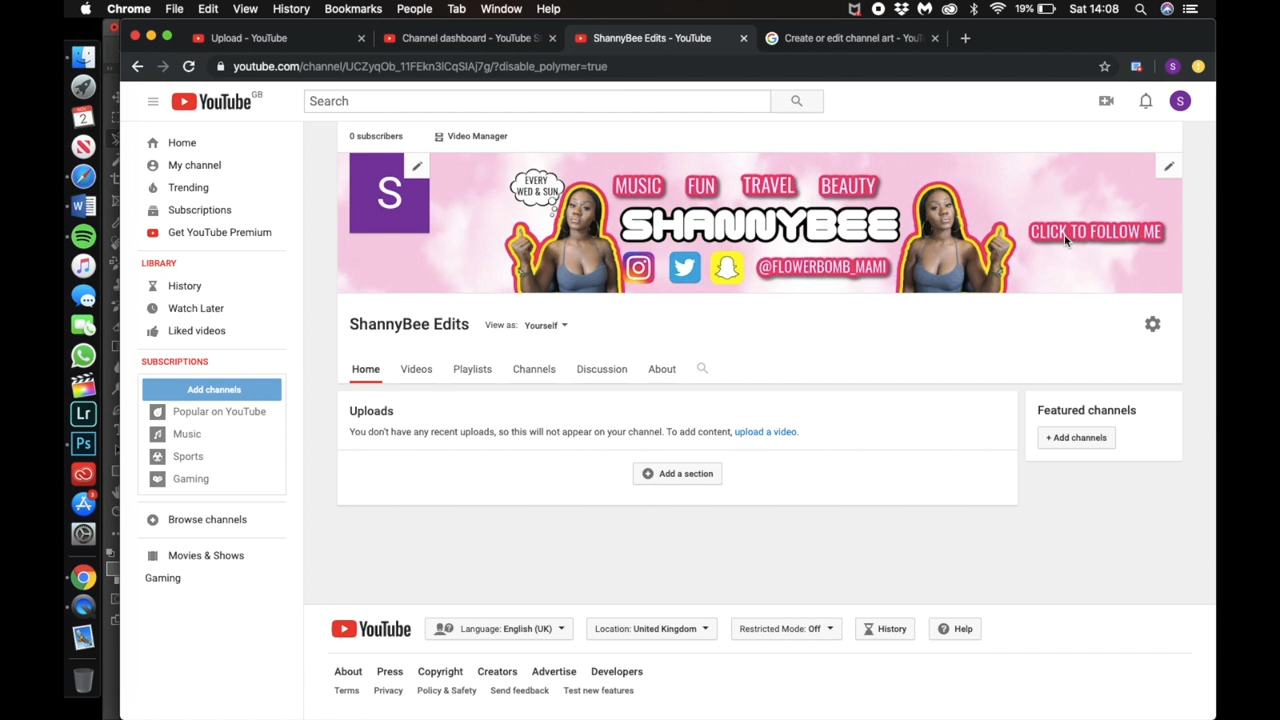 Chrome File Edit View History Bookmarks People Tab Window Help 19% Sat 14:08
Upload - YouTube
Channel dashboard - YouTube S
ShannyBee Edits - YouTube
Create or edit channel art - YouT
youtube.com/channel/UCZyqOb_11FEkn3lCqSIAj7g/?disable_polymer=true
S
YouTube GB
Search
S
Home
My channel
Trending
Subscriptions
Get YouTube Premium
LIBRARY
History
Watch Later
Liked videos
SUBSCRIPTIONS
Add channels
Popular on YouTube
Music
Sports
Gaming
Browse channels
Movies & Shows
Gaming
0 subscribers Video Manager
S
EVERY
WED & SUN
MUSIC FUN TRAVEL BEAUTY
SHANNYBEE
@FLOWERBOMB_MAMI
CLICK TO FOLLOW ME
ShannyBee Edits View as: Yourself
Home Videos Playlists Channels Discussion About
Uploads
You don't have any recent uploads, so this will not appear on your channel. To add content, upload a video.
Add a section
Featured channels
+ Add channels
YouTube Language: English (UK) Location: United Kingdom Restricted Mode: Off History Help
About Press Copyright Creators Advertise Developers
Terms Privacy Policy & Safety Send feedback Test new features
NOV
2
W
Lr
Ps
3